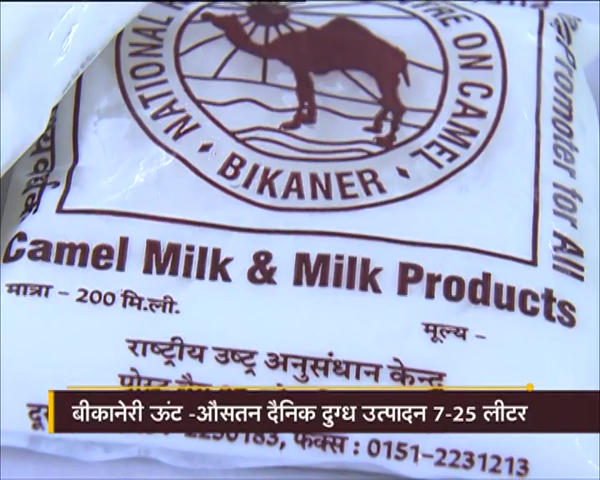 NATIONAL
TRE ON CAMEL
BIKANER
Promoter for All
Camel Milk & Milk Products
मात्रा - 200 मि.ली.
मूल्य -
राष्ट्रीय उष्ट्र अनुसंधान केन्द्र
बीकानेरी ऊंट -औसतन दैनिक दुग्ध उत्पादन 7-25 लीटर
फैक्स : 0151-2231213